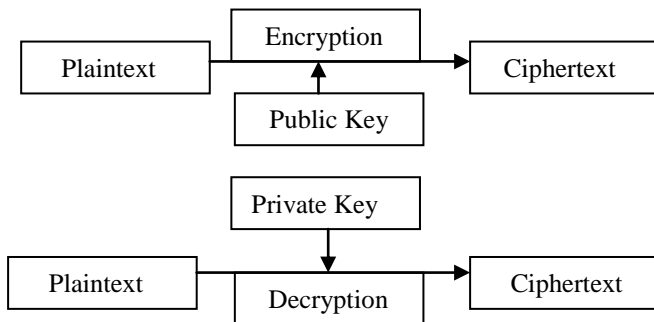 Encryption
Plaintext
Ciphertext
Public Key
Private Key
Plaintext
Ciphertext
Decryption